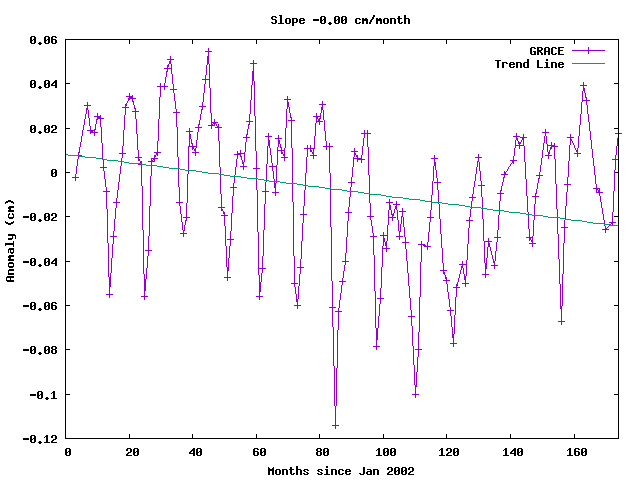 Slope -0.00 cm/month
0.06
0.04
0.02
0
-0.02
-0.04
-0.06
-0.08
-0.1
-0.12
Anomaly (cm)
GRACE
Trend Line
0 20 40 60 80 100 120 140 160
Months since Jan 2002